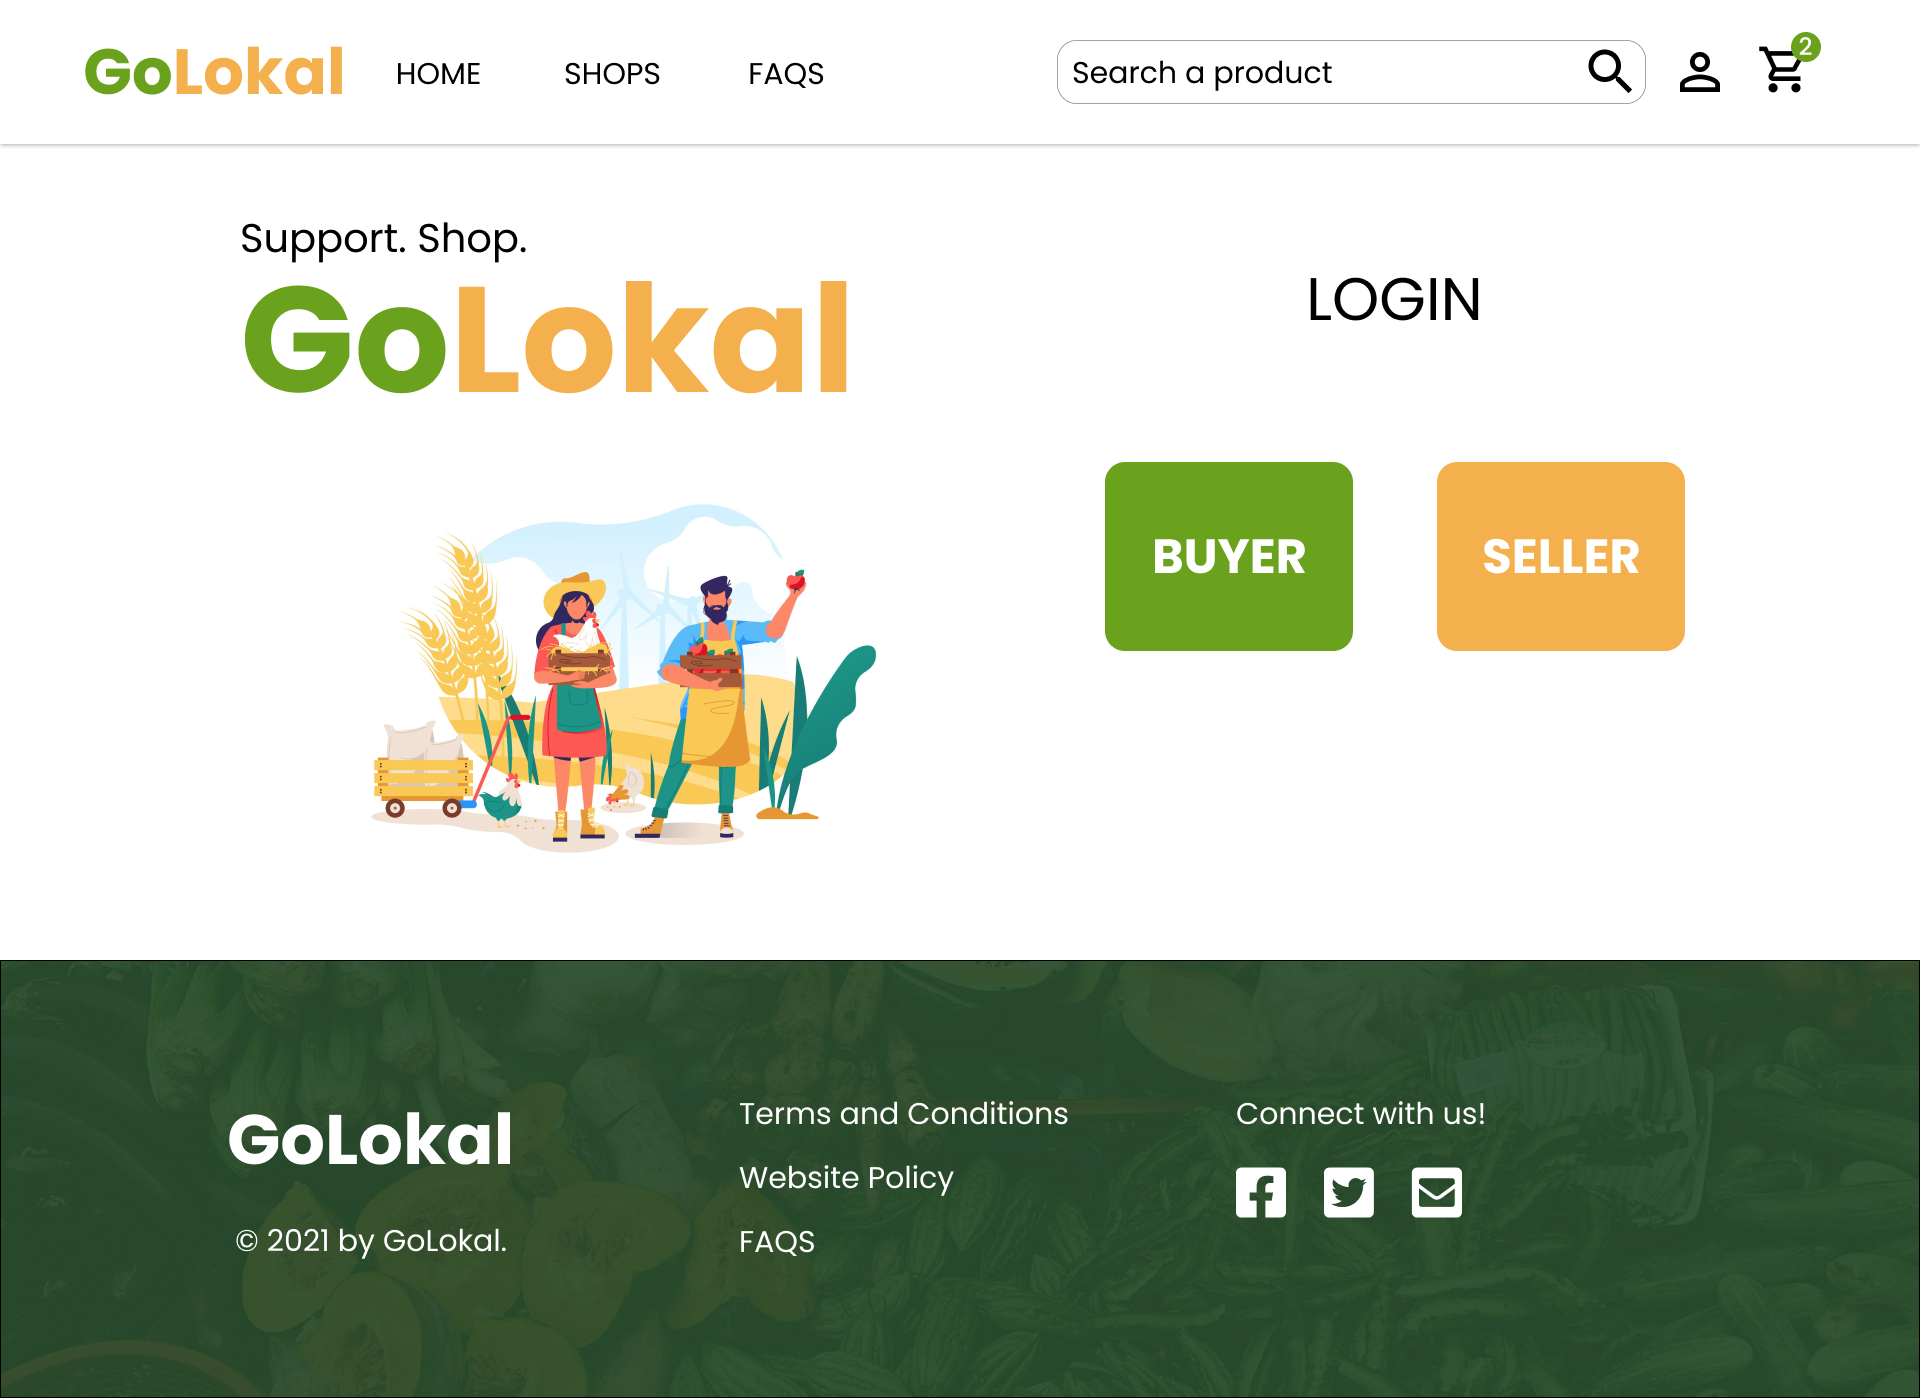 GoLokal
HOME
SHOPS
FAQS
Search a product
2
Support. Shop.
GoLokal
LOGIN
BUYER
SELLER
GoLokal
© 2021 by GoLokal.
Terms and Conditions
Website Policy
FAQS
Connect with us!